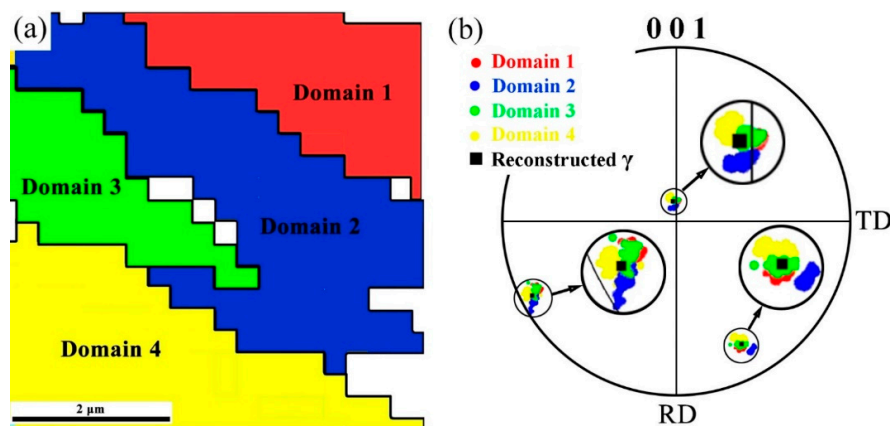 (a)
Domain 1
Domain 3
Domain 2
Domain 4
2 µm
(b)
0 0 1
Domain 1
Domain 2
Domain 3
Domain 4
Reconstructed γ
TD
RD